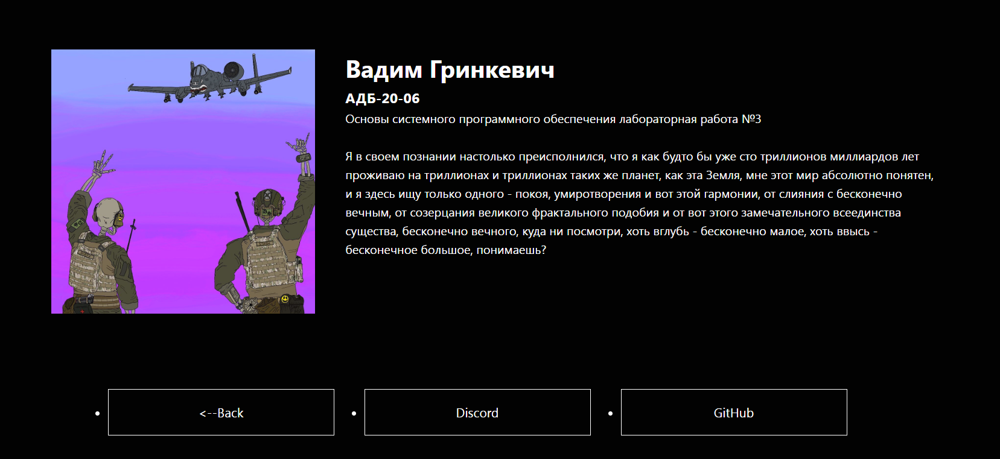 Вадим Гринкевич
АДБ-20-06
Основы системного программного обеспечения лабораторная работа №3
Я в своем познании настолько преисполнился, что я как будто бы уже сто триллионов миллиардов лет
проживаю на триллионах и триллионах таких же планет, как эта Земля, мне этот мир абсолютно понятен,
и я здесь ищу только одного - покоя, умиротворения и вот этой гармонии, от слияния с бесконечно
вечным, от созерцания великого фрактального подобия и от вот этого замечательного всеединства
существа, бесконечно вечного, куда ни посмотри, хоть вглубь - бесконечно малое, хоть ввысь -
бесконечное большое, понимаешь?
<--Back
Discord
GitHub